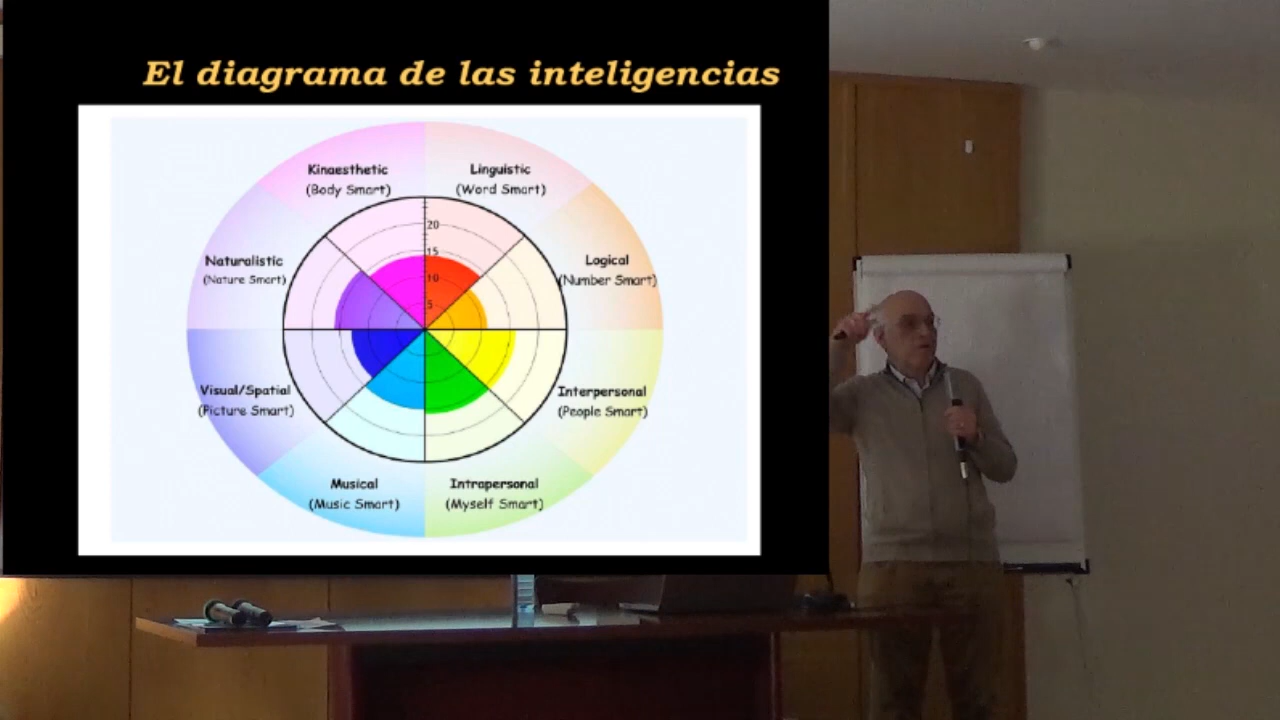 El diagrama de las inteligencias
Kinaesthetic
(Body Smart)
Linguistic
(Word Smart)
Naturalistic
(Nature Smart)
Logical
(Number Smart)
20
15
10
5
Visual/Spatial
(Picture Smart)
Interpersonal
(People Smart)
Musical
(Music Smart)
Intrapersonal
(Myself Smart)